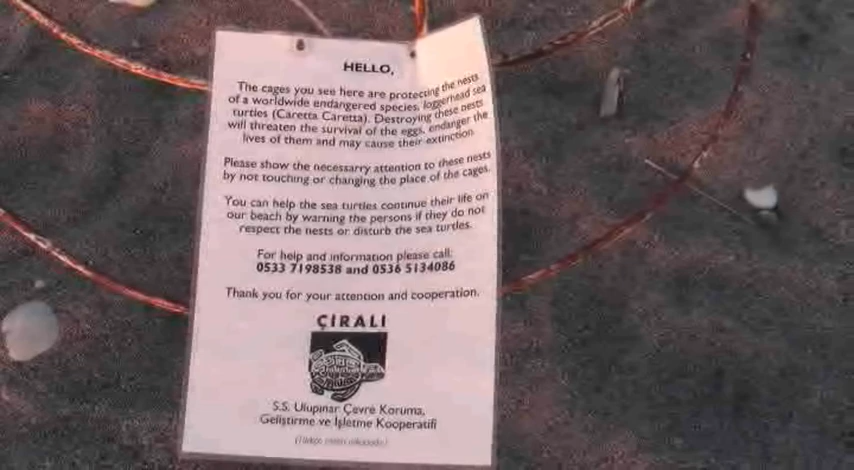 HELLO,
The cages you see here are protecting the nests
of a worldwide endangered species, loggerhead sea
turtles (Caretta Caretta). Destroying these nests
will threaten the survival of the eggs, endanger the
lives of them and may cause their extinction
Please show the necessarry attention to these nests
by not touching or changing the place of the cages.
You can help the sea turtles continue their life on
our beach by warning the persons if they do not
respect the nests or disturb the sea turtles.
For help and information please call:
0533 7198538 and 0536 5134086
Thank you for your attention and cooperation.
ÇIRALI
S.S. Ulupınar Çevre Koruma,
Geliştirme ve İşletme Kooperatifi